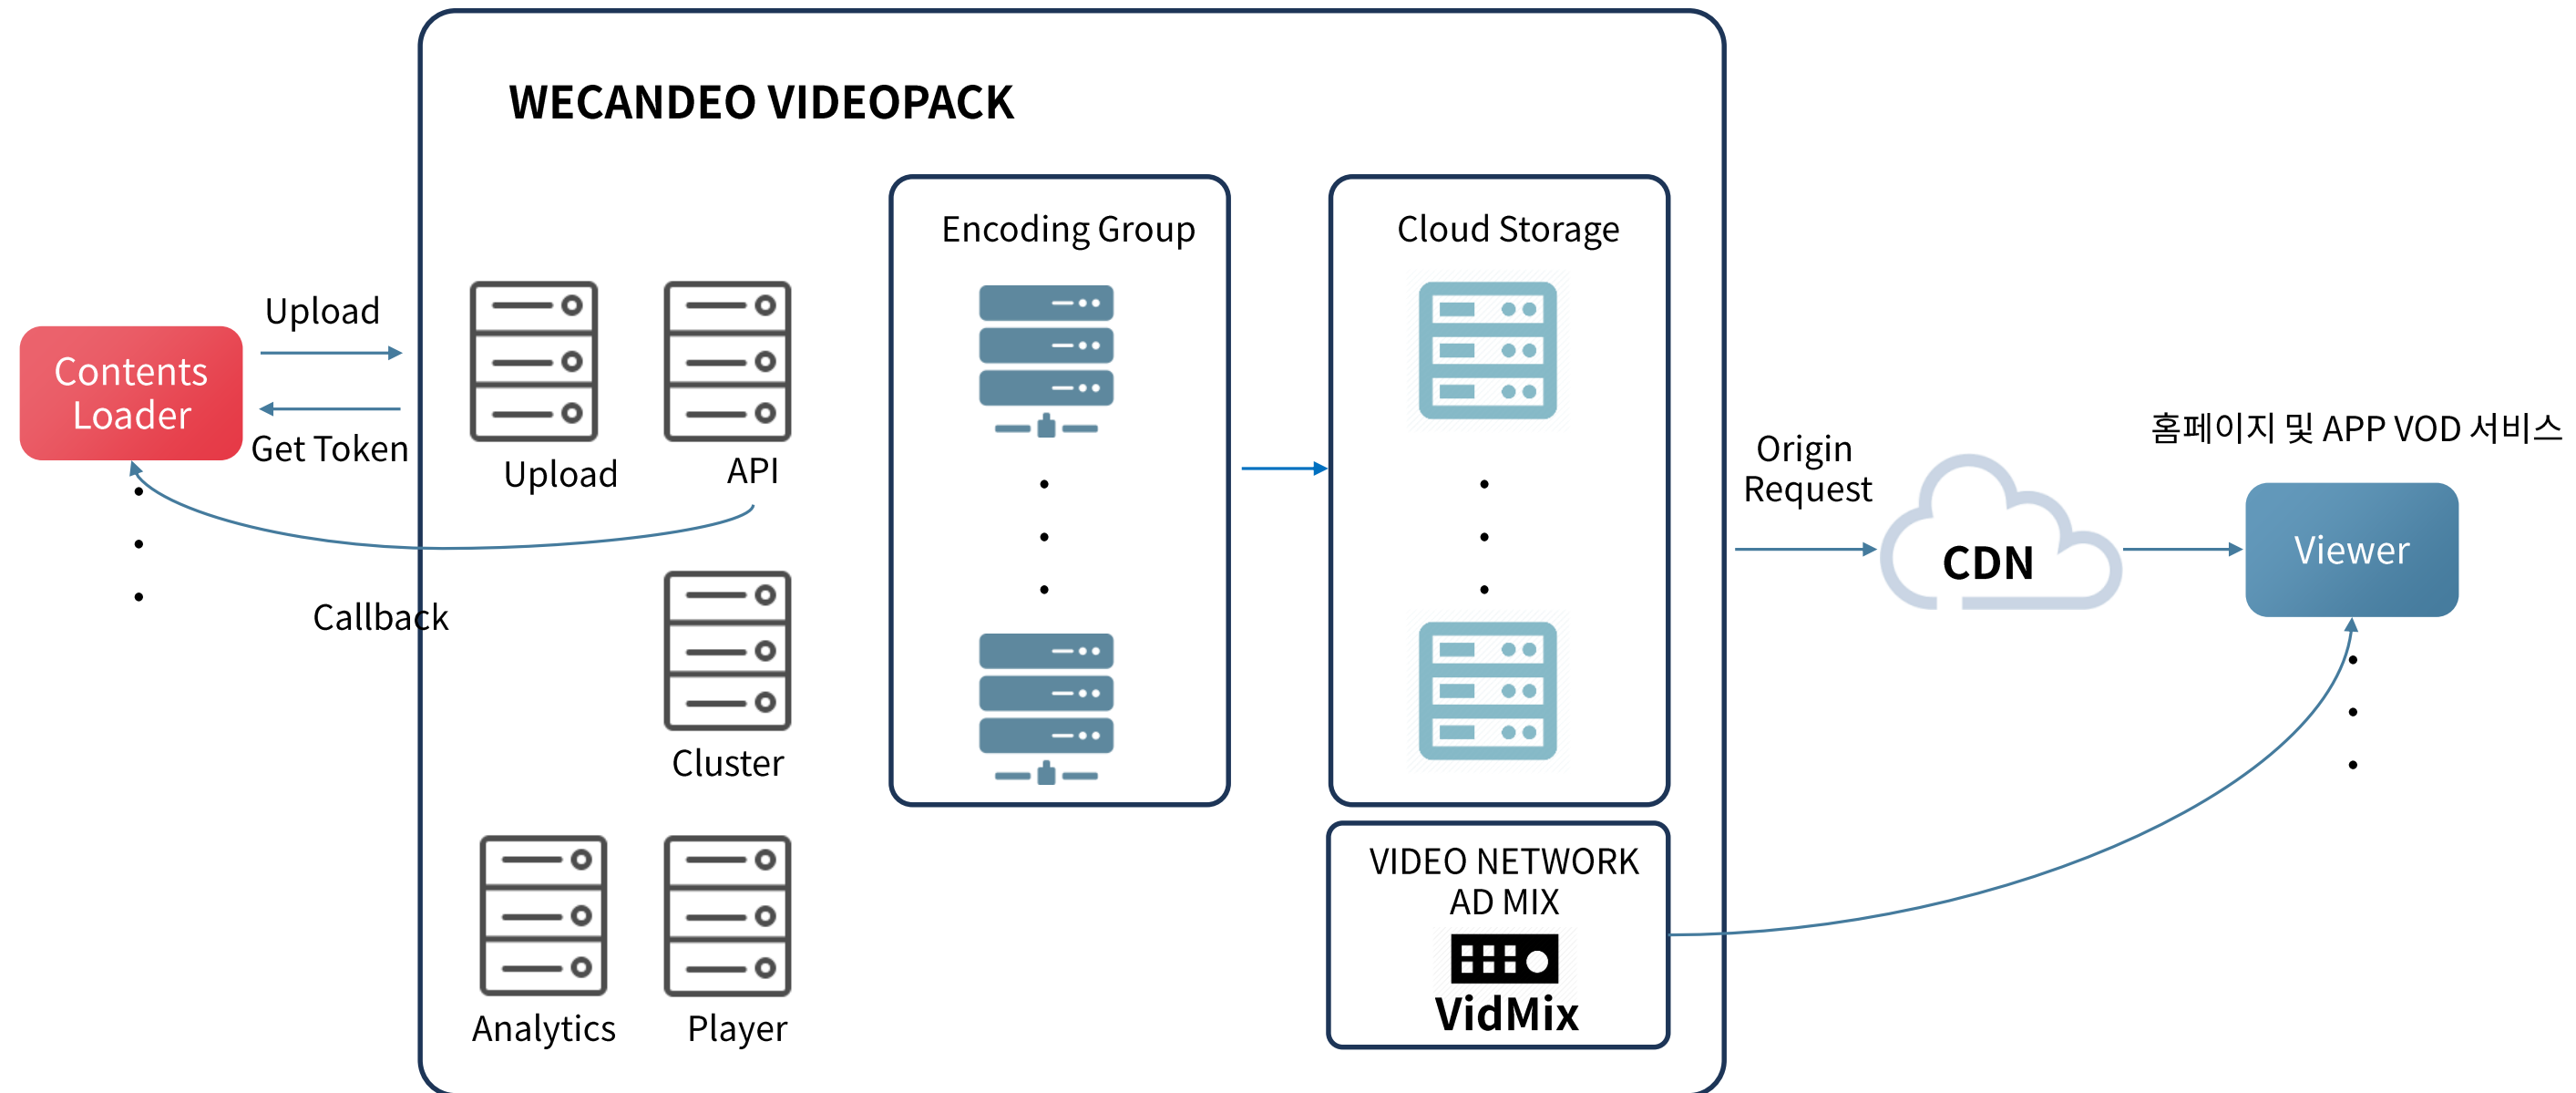 WECANDEO VIDEOPACK
Contents
Loader
Upload
Get Token
Callback
Upload
API
Cluster
Analytics
Player
Encoding Group
Cloud Storage
VIDEO NETWORK
AD MIX
VidMix
Origin
Request
CDN
홈페이지 및 APP VOD 서비스
Viewer